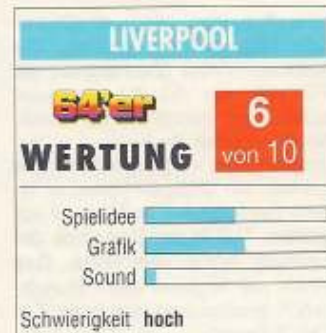 LIVERPOOL
64'er
WERTUNG
6
von 10
Spielidee
Grafik
Sound
Schwierigkeit hoch